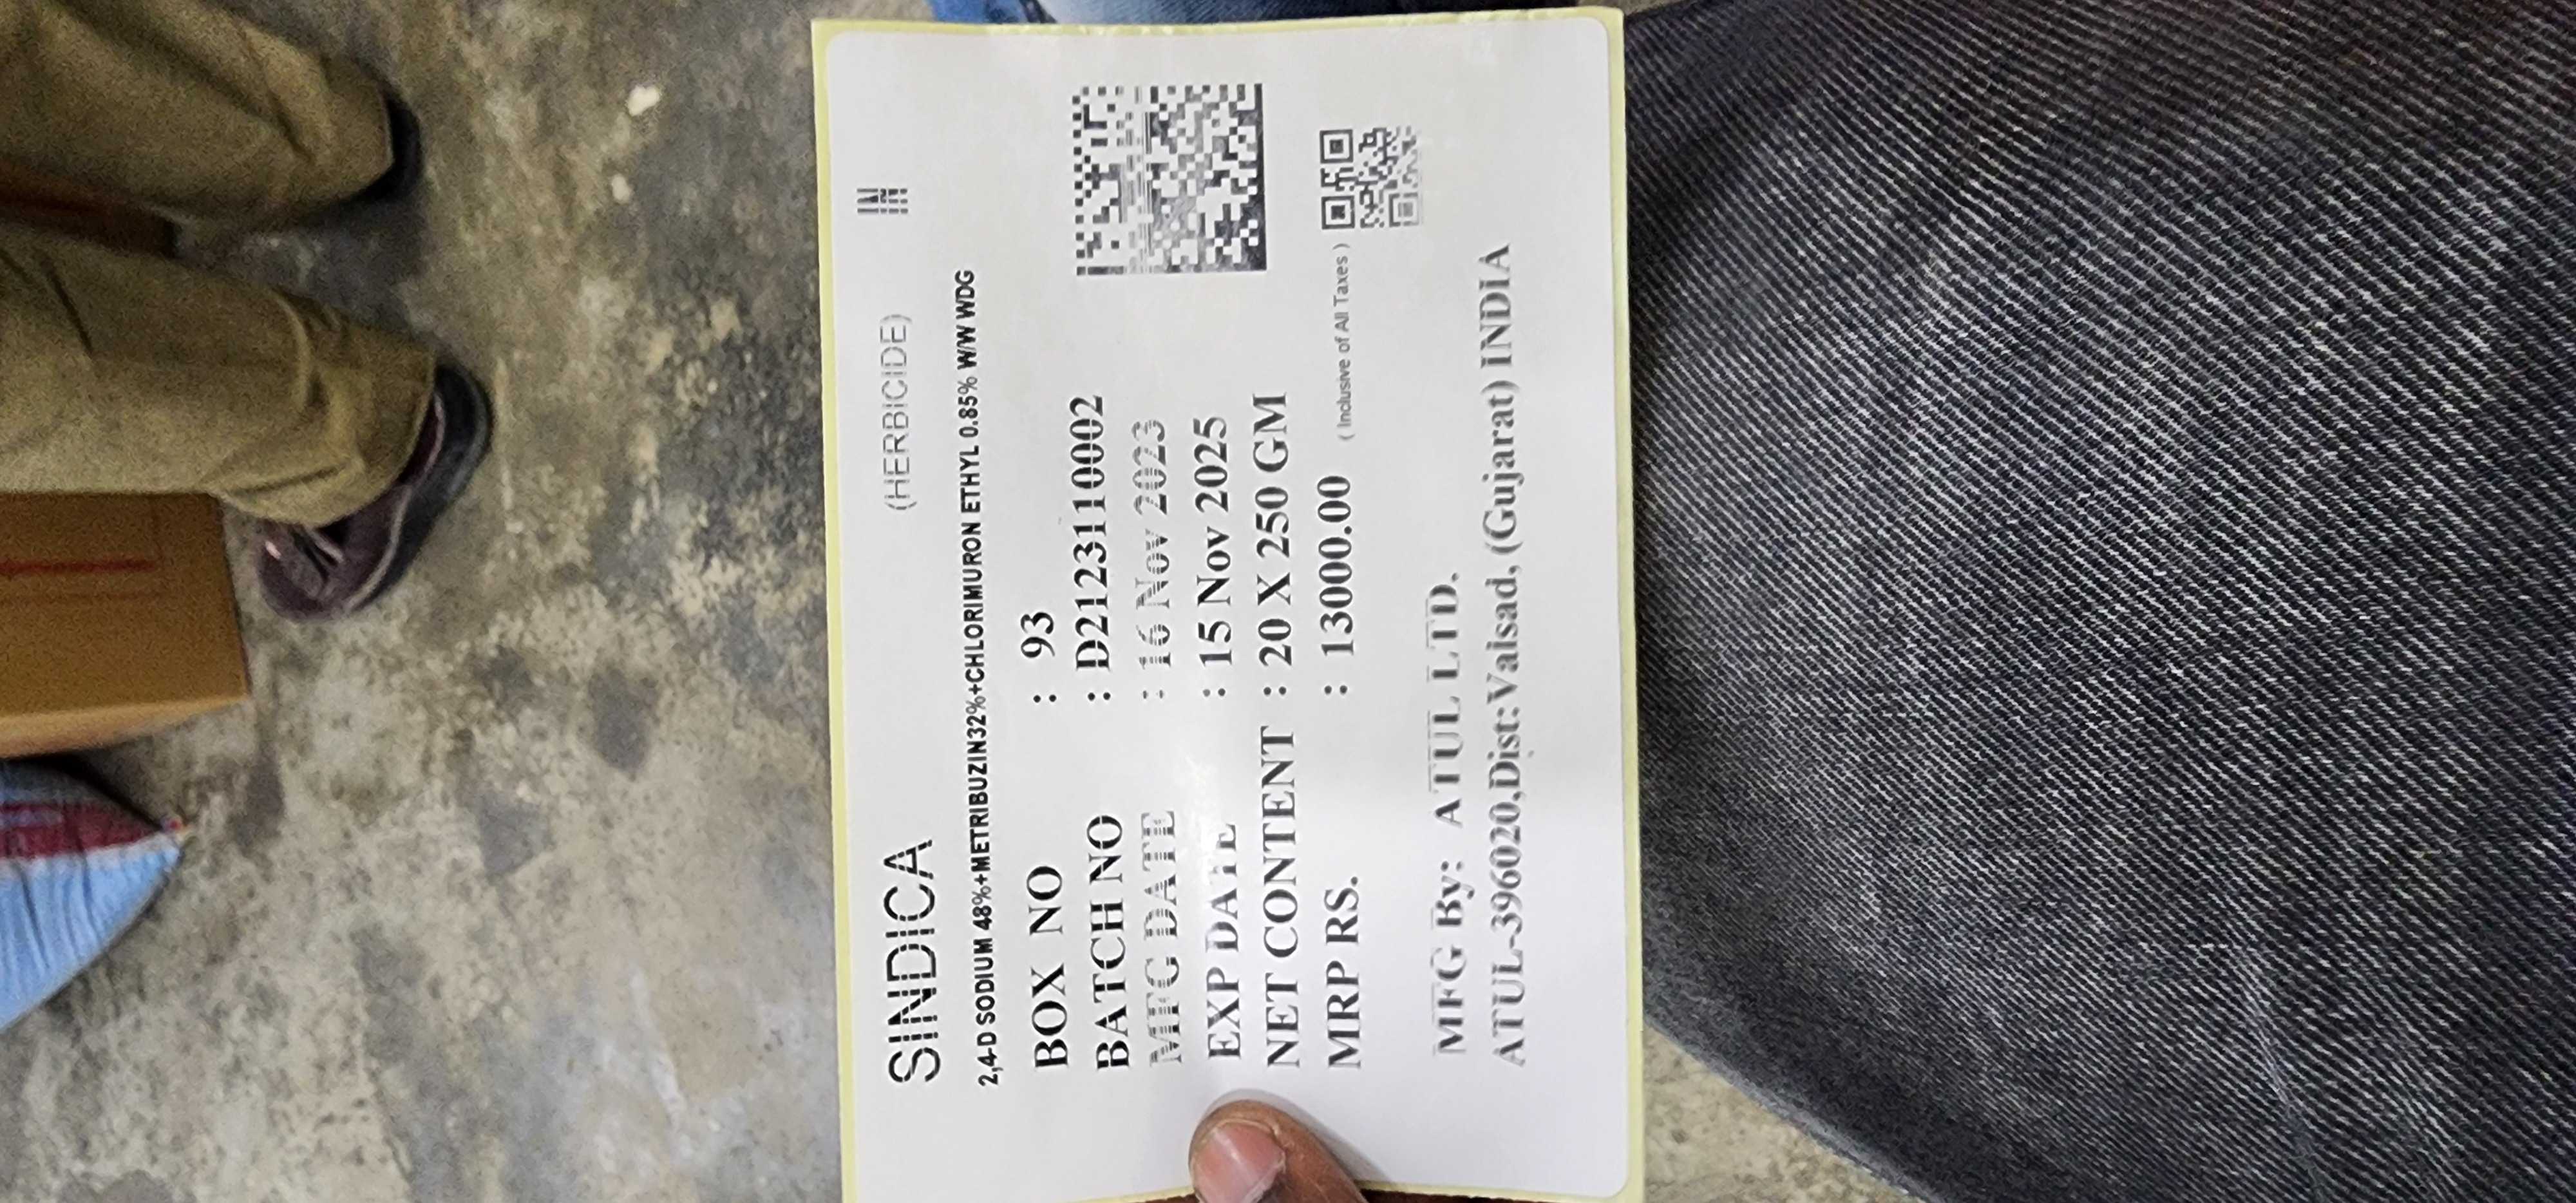 SINDICA (HERBICIDE) IN
2,4-D SODIUM 48%+METRIBUZIN32%+CHLORIMURON ETHYL 0.85% W/W WDG
BOX NO : 93
BATCH NO : D2123110002
MFG DATE : 16 Nov 2023
EXP DATE : 15 Nov 2025
NET CONTENT : 20 X 250 GM
MRP RS. : 13000.00 ( Inclusive of All Taxes )
MFG By: ATUL LTD.
ATUL-396020,Dist:Valsad, (Gujarat) INDIA